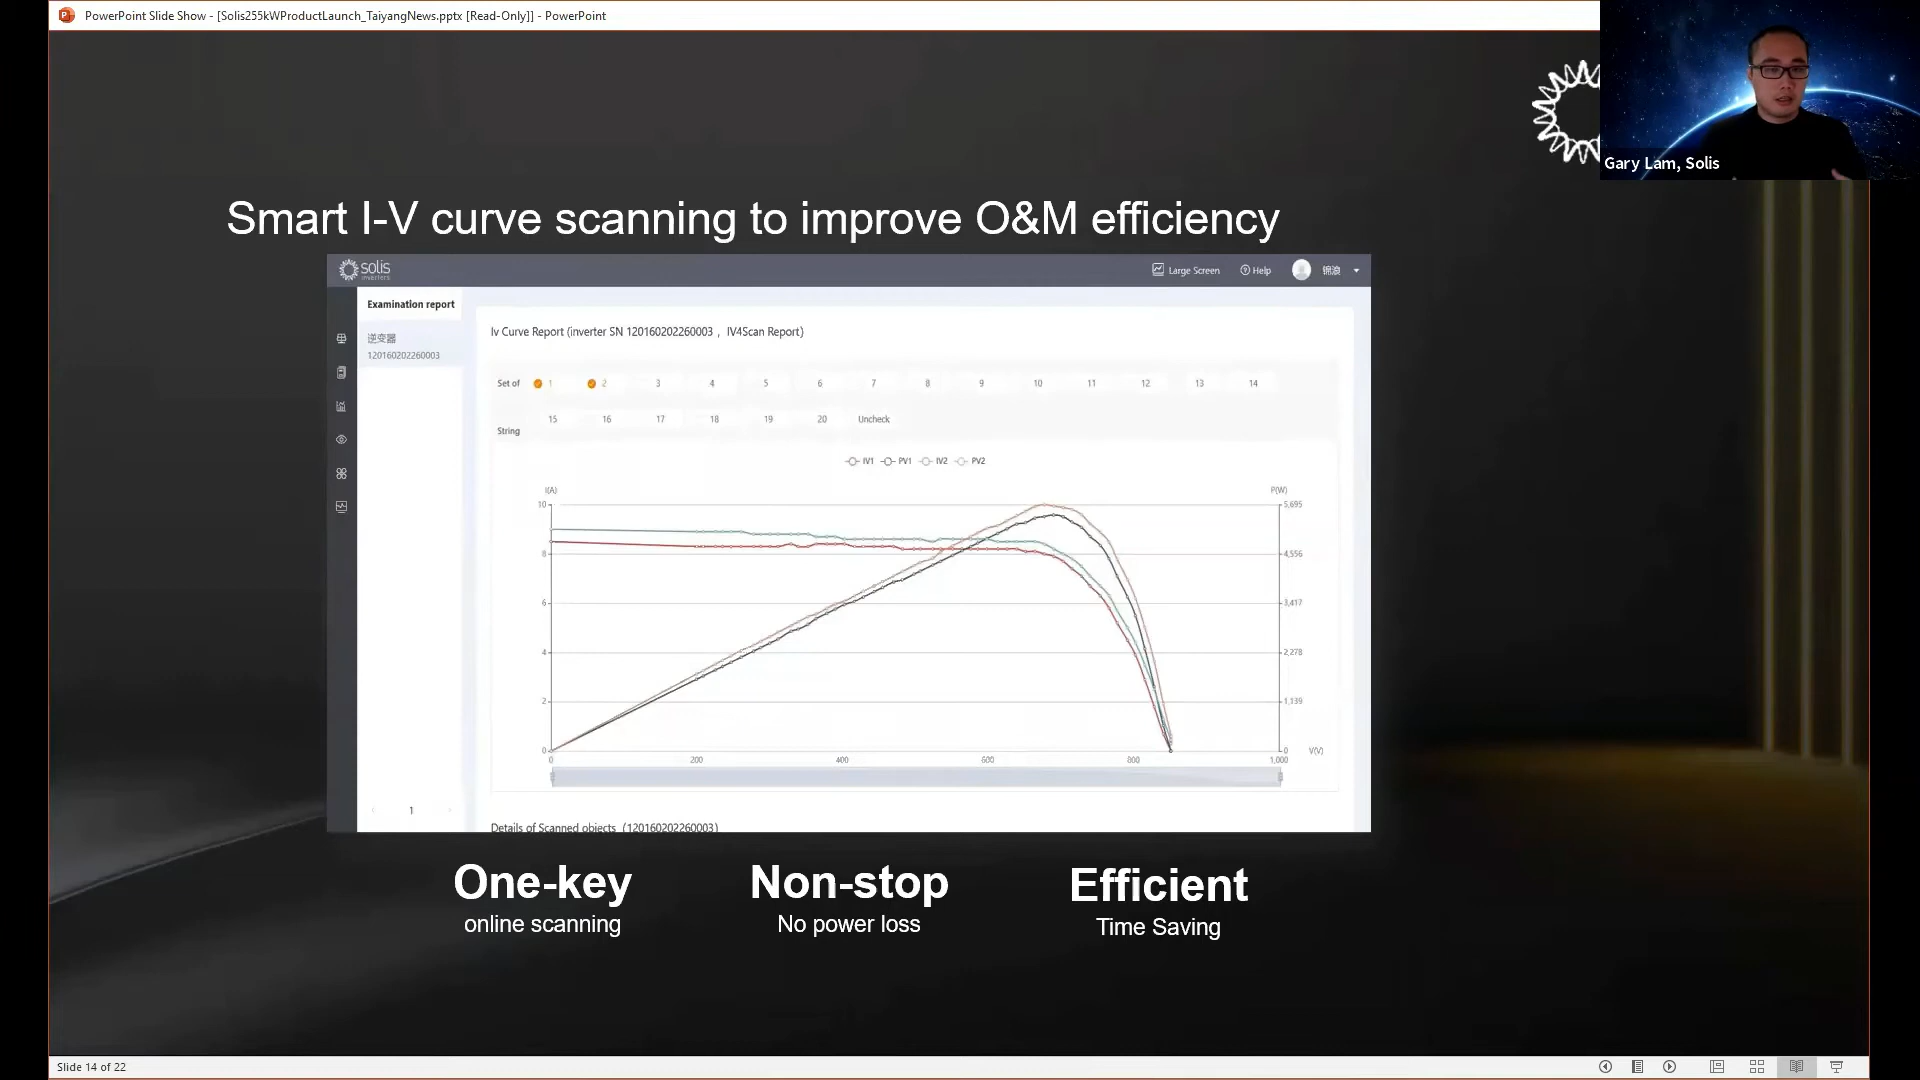 PowerPoint Slide Show - [Solis255kWProductLaunch_TaiyangNews.pptx [Read-Only]] - PowerPoint
Gary Lam, Solis
Smart I-V curve scanning to improve O&M efficiency
solis
inverters
Large Screen
Help
锦浪
Examination report
逆变器
120160202260003
Iv Curve Report (inverter SN 120160202260003 , IV4Scan Report)
Set of 1 2 3 4 5 6 7 8 9 10 11 12 13 14
15 16 17 18 19 20 Uncheck
String
IV1 PV1 IV2 PV2
I(A) P(W)
10 5,695
8 4,556
6 3,417
4 2,278
2 1,139
0 0 V(V)
0 200 400 600 800 1,000
1
Details of Scanned objects (120160202260003)
One-key
online scanning
Non-stop
No power loss
Efficient
Time Saving
Slide 14 of 22